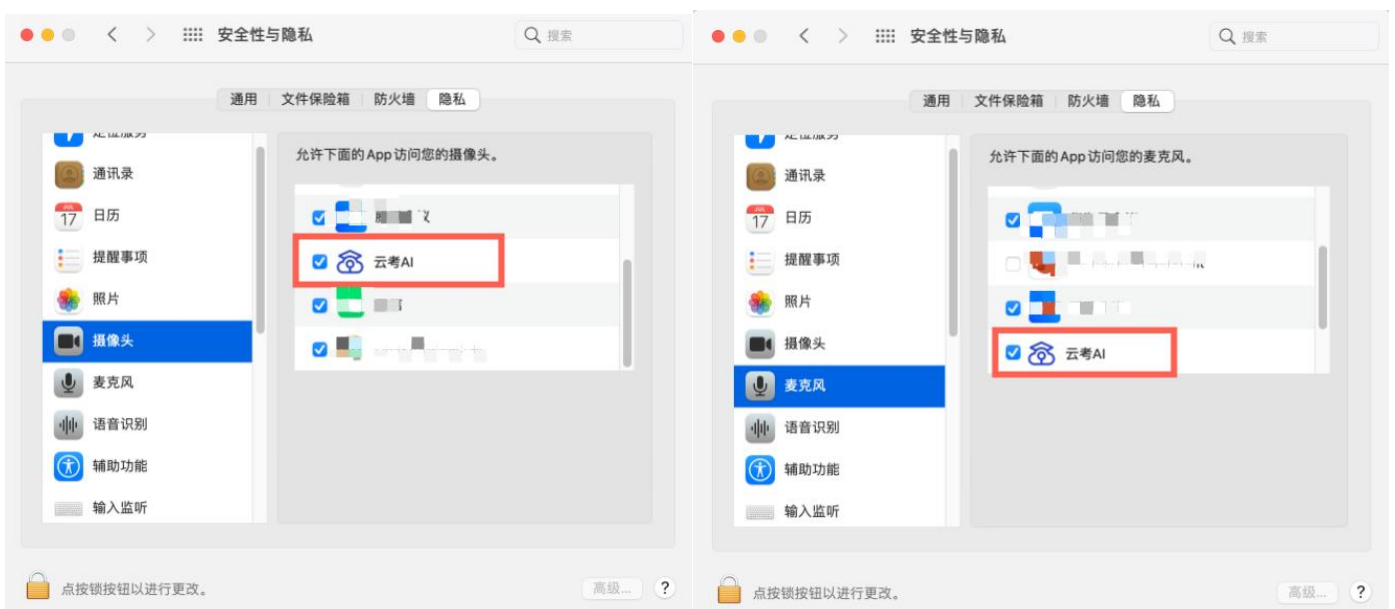 安全性与隐私
搜索
通用 文件保险箱 防火墙 隐私
通讯录
日历
17
提醒事项
照片
摄像头
麦克风
语音识别
辅助功能
输入监听
允许下面的App访问您的摄像头。
云考AI
点按锁按钮以进行更改。
高级... ?
安全性与隐私
搜索
通用 文件保险箱 防火墙 隐私
通讯录
日历
17
提醒事项
照片
摄像头
麦克风
语音识别
辅助功能
输入监听
允许下面的App访问您的麦克风。
云考AI
点按锁按钮以进行更改。
高级... ?